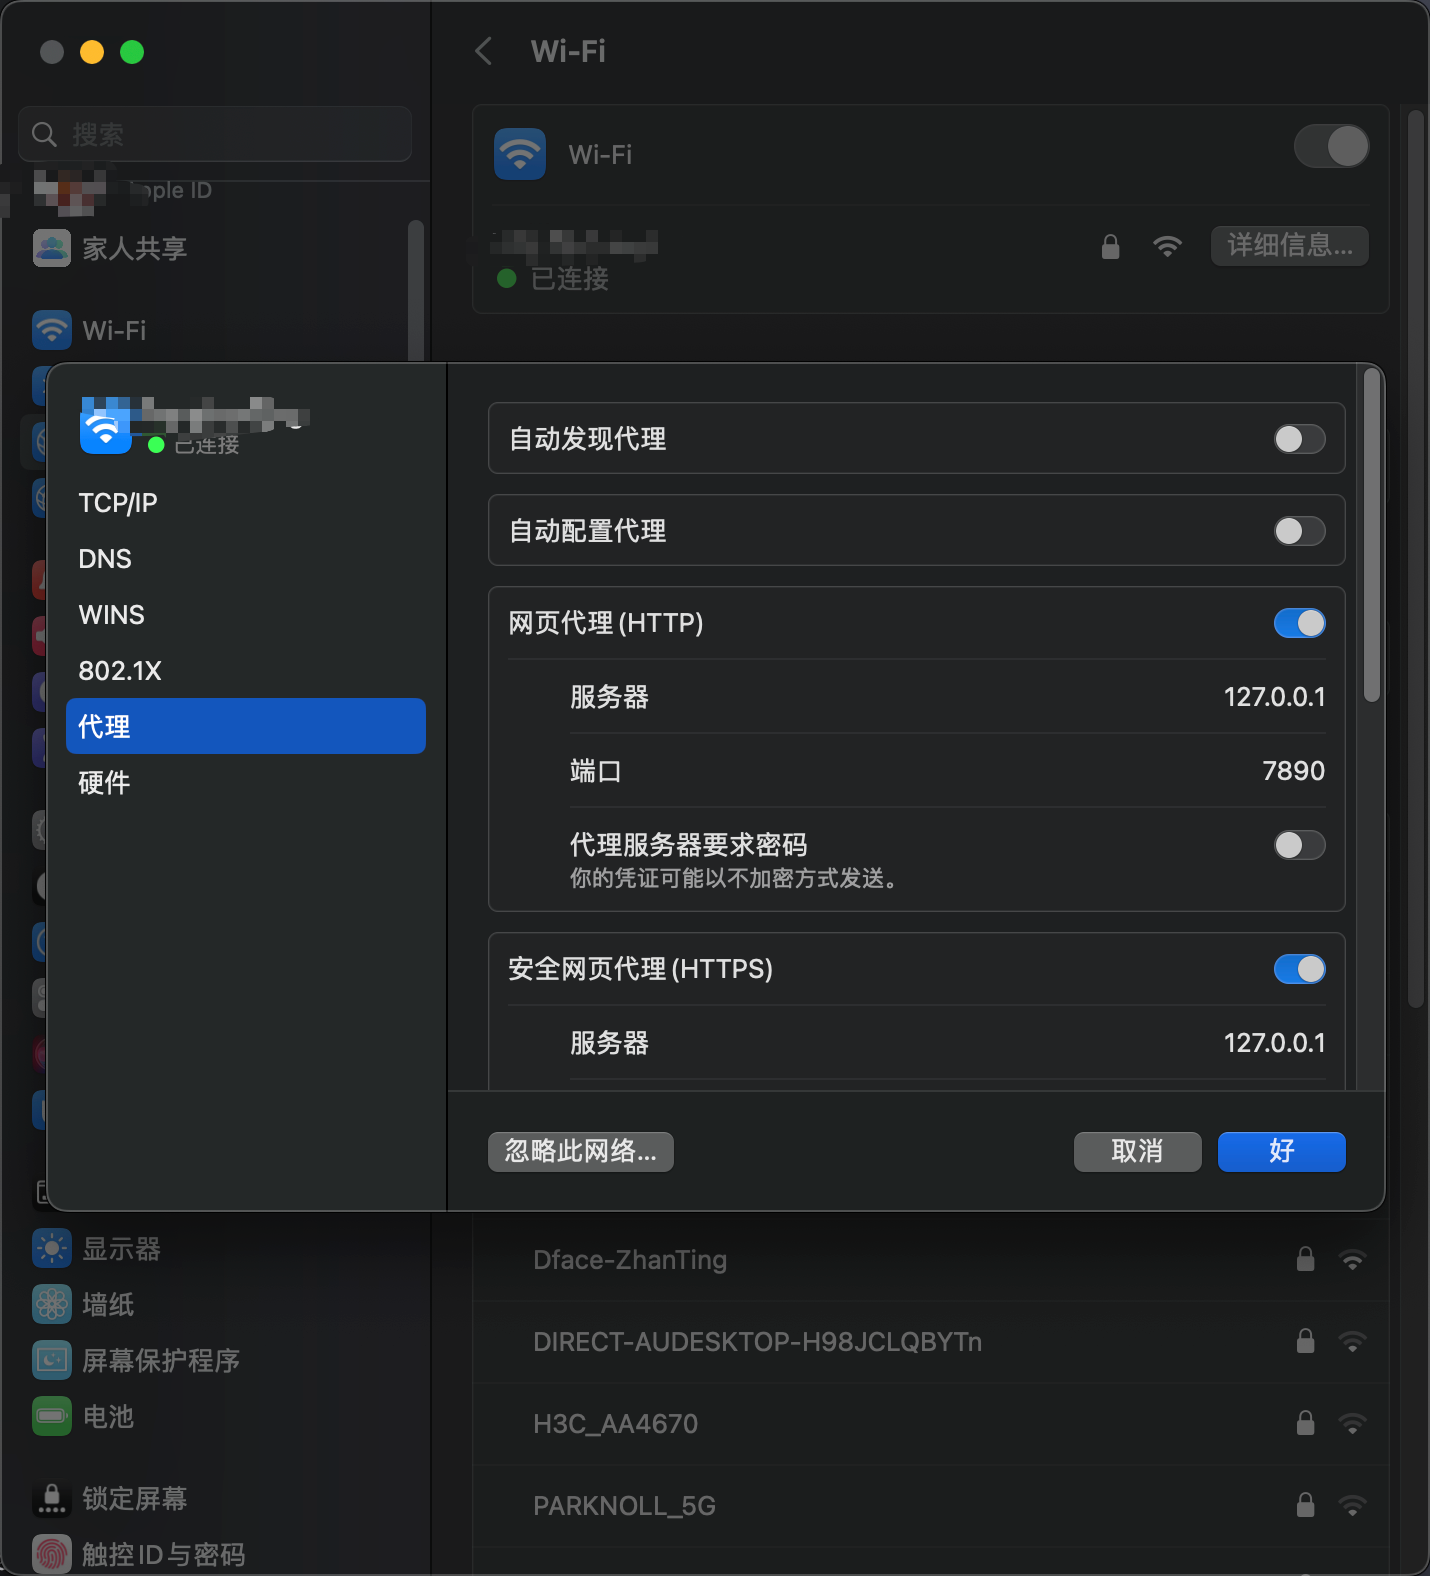 Wi-Fi
搜索
Apple ID
家人共享
Wi-Fi
Wi-Fi
详细信息...
已连接
已连接
TCP/IP
DNS
WINS
802.1X
代理
硬件
自动发现代理
自动配置代理
网页代理(HTTP)
服务器
127.0.0.1
端口
7890
代理服务器要求密码
你的凭证可能以不加密方式发送。
安全网页代理(HTTPS)
服务器
127.0.0.1
忽略此网络...
取消
好
显示器
墙纸
屏幕保护程序
电池
锁定屏幕
触控ID与密码
Dface-ZhanTing
DIRECT-AUDESKTOP-H98JCLQBYTn
H3C_AA4670
PARKNOLL_5G